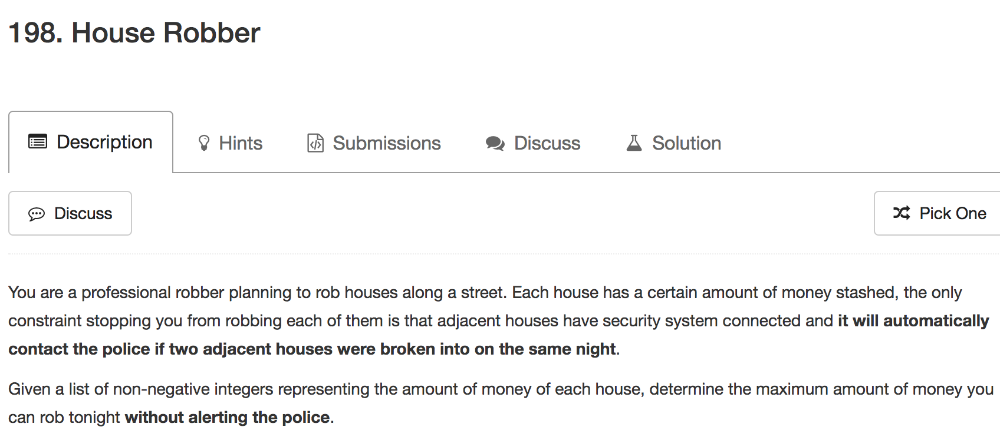 198. House Robber
Description
Hints
Submissions
Discuss
Solution
Discuss
Pick One
You are a professional robber planning to rob houses along a street. Each house has a certain amount of money stashed, the only
constraint stopping you from robbing each of them is that adjacent houses have security system connected and it will automatically
contact the police if two adjacent houses were broken into on the same night.
Given a list of non-negative integers representing the amount of money of each house, determine the maximum amount of money you
can rob tonight without alerting the police.